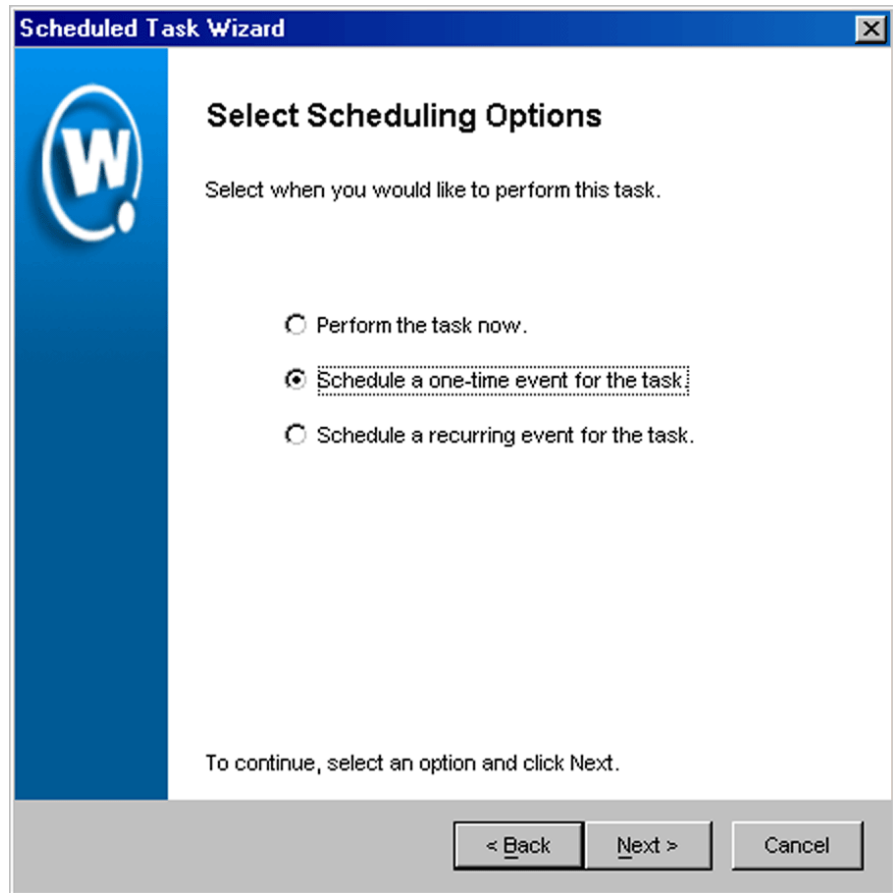 Scheduled Task Wizard
W
Select Scheduling Options
Select when you would like to perform this task.
Perform the task now.
Schedule a one-time event for the task.
Schedule a recurring event for the task.
To continue, select an option and click Next.
< Back Next > Cancel